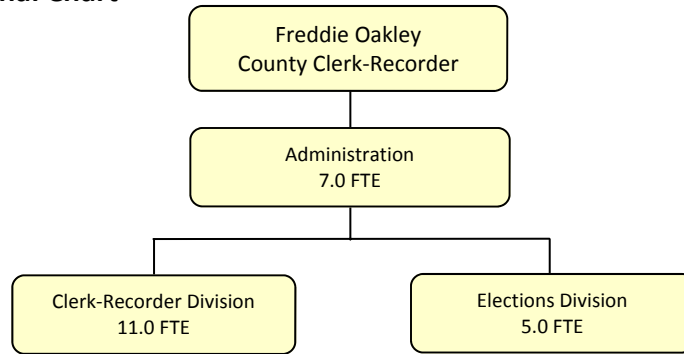 Freddie Oakley
County Clerk-Recorder
Administration
7.0 FTE
Clerk-Recorder Division
11.0 FTE
Elections Division
5.0 FTE